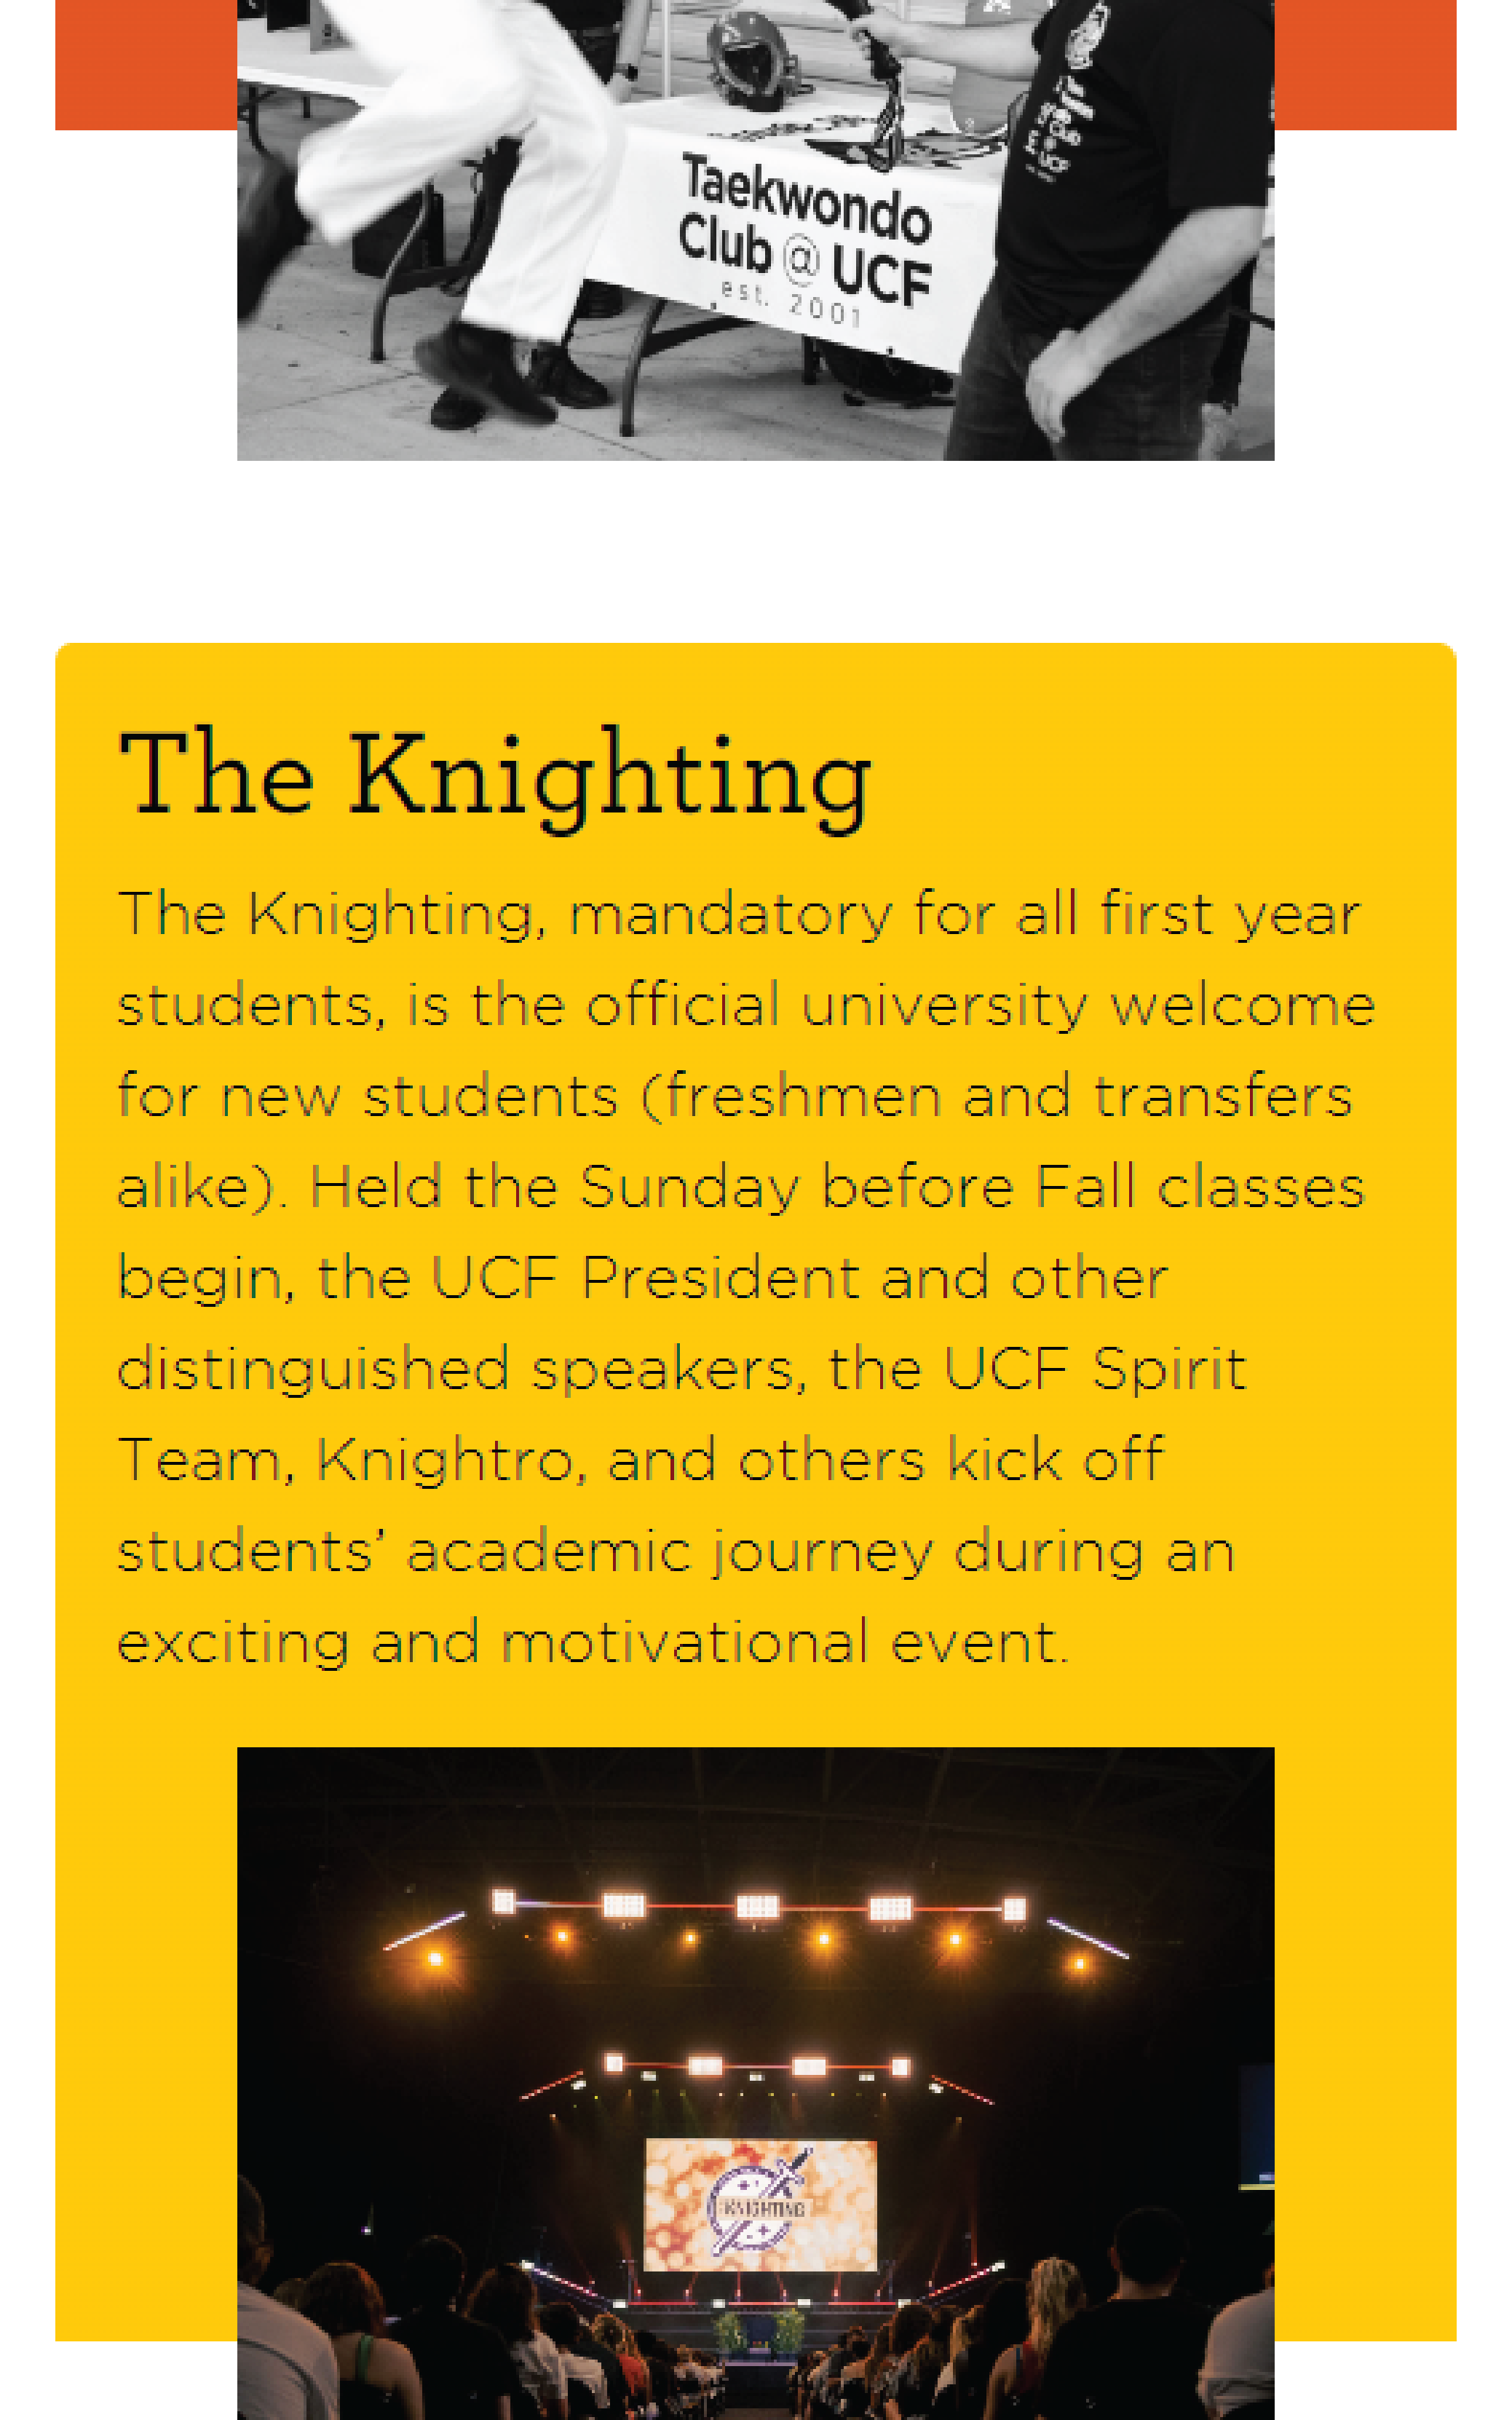 Taekwondo
Club @ UCF
est. 2001
The Knighting
The Knighting, mandatory for all first year
students, is the official university welcome
for new students (freshmen and transfers
alike). Held the Sunday before Fall classes
begin, the UCF President and other
distinguished speakers, the UCF Spirit
Team, Knightro, and others kick off
students’ academic journey during an
exciting and motivational event.
KNIGHTING